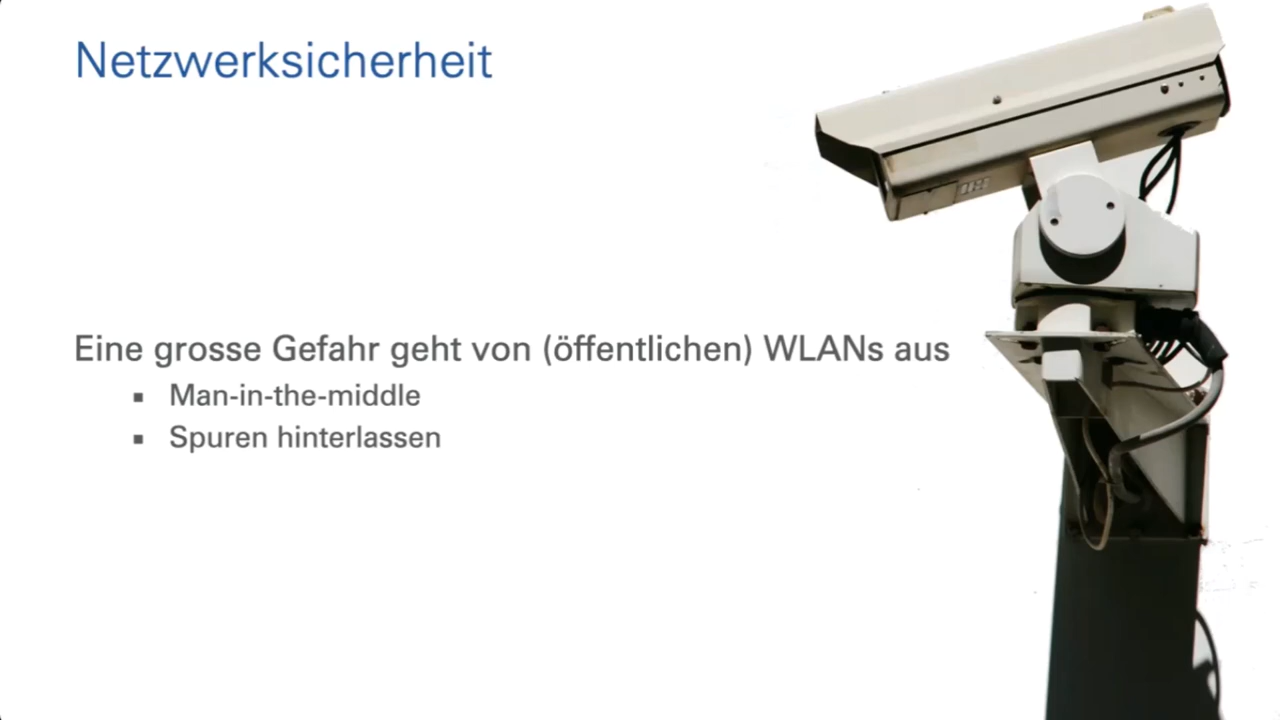 Netzwerksicherheit
Eine grosse Gefahr geht von (öffentlichen) WLANs aus
▪ Man-in-the-middle
▪ Spuren hinterlassen